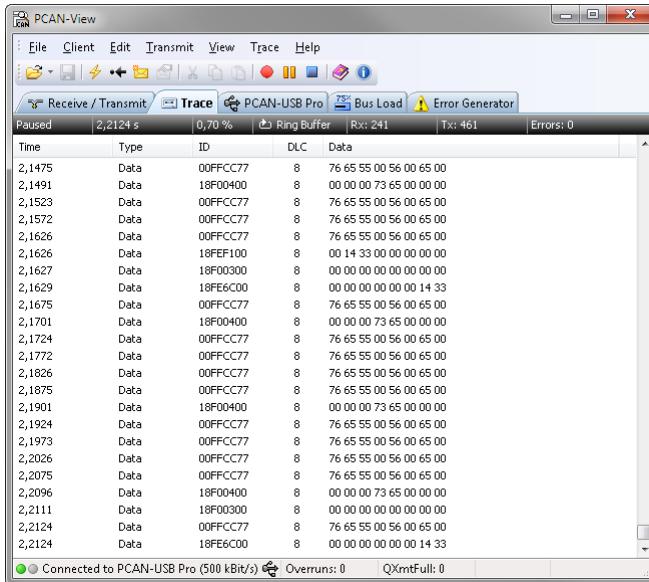 PCAN-View
File Client Edit Transmit View Trace Help
Receive / Transmit Trace PCAN-USB Pro Bus Load Error Generator
Paused 2,2124 s 0,70 % Ring Buffer Rx: 241 Tx: 461 Errors: 0
Time Type ID DLC Data
2,1475 Data 00FFCC77 8 76 65 55 00 56 00 65 00
2,1491 Data 18F00400 8 00 00 00 73 65 00 00 00
2,1523 Data 00FFCC77 8 76 65 55 00 56 00 65 00
2,1572 Data 00FFCC77 8 76 65 55 00 56 00 65 00
2,1626 Data 00FFCC77 8 76 65 55 00 56 00 65 00
2,1626 Data 18FEF100 8 00 14 33 00 00 00 00 00
2,1627 Data 18F00300 8 00 00 00 00 00 00 00 00
2,1629 Data 18FE6C00 8 00 00 00 00 00 00 14 33
2,1675 Data 00FFCC77 8 76 65 55 00 56 00 65 00
2,1701 Data 18F00400 8 00 00 00 73 65 00 00 00
2,1724 Data 00FFCC77 8 76 65 55 00 56 00 65 00
2,1772 Data 00FFCC77 8 76 65 55 00 56 00 65 00
2,1826 Data 00FFCC77 8 76 65 55 00 56 00 65 00
2,1875 Data 00FFCC77 8 76 65 55 00 56 00 65 00
2,1901 Data 18F00400 8 00 00 00 73 65 00 00 00
2,1924 Data 00FFCC77 8 76 65 55 00 56 00 65 00
2,1973 Data 00FFCC77 8 76 65 55 00 56 00 65 00
2,2026 Data 00FFCC77 8 76 65 55 00 56 00 65 00
2,2075 Data 00FFCC77 8 76 65 55 00 56 00 65 00
2,2096 Data 18F00400 8 00 00 00 73 65 00 00 00
2,2111 Data 18F00300 8 00 00 00 00 00 00 00 00
2,2124 Data 00FFCC77 8 76 65 55 00 56 00 65 00
2,2124 Data 18FE6C00 8 00 00 00 00 00 00 14 33
Connected to PCAN-USB Pro (500 kBit/s) Overruns: 0 QXmtFull: 0